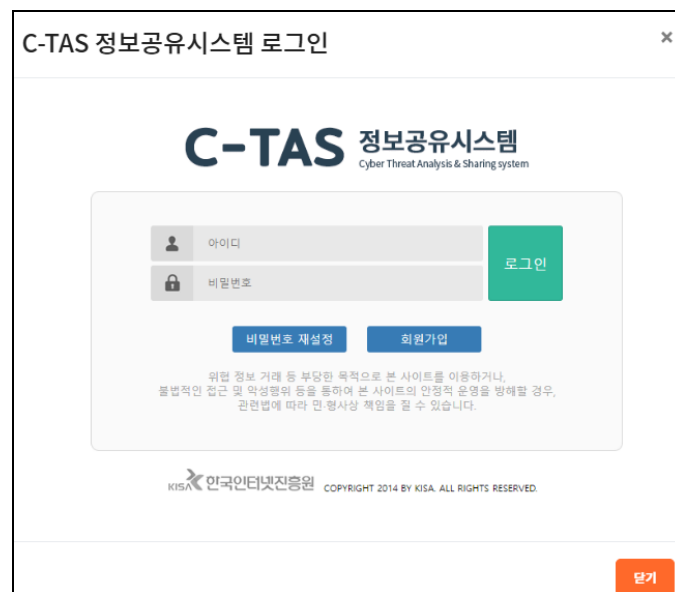 C-TAS 정보공유시스템 로그인
×
C-TAS 정보공유시스템
Cyber Threat Analysis & Sharing system
아이디
로그인
비밀번호
비밀번호 재설정 회원가입
위협 정보 거래 등 부당한 목적으로 본 사이트를 이용하거나,
불법적인 접근 및 악성행위 등을 통하여 본 사이트의 안정적 운영을 방해할 경우,
관련법에 따라 민·형사상 책임을 질 수 있습니다.
KISA 한국인터넷진흥원 COPYRIGHT 2014 BY KISA. ALL RIGHTS RESERVED.
닫기